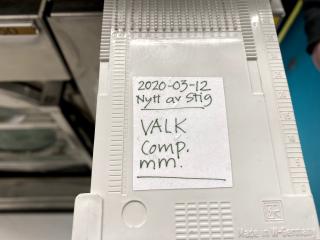 2020-03-12
Nytt av Stig
VALK
Comp.
mm.
Made in W-Germany